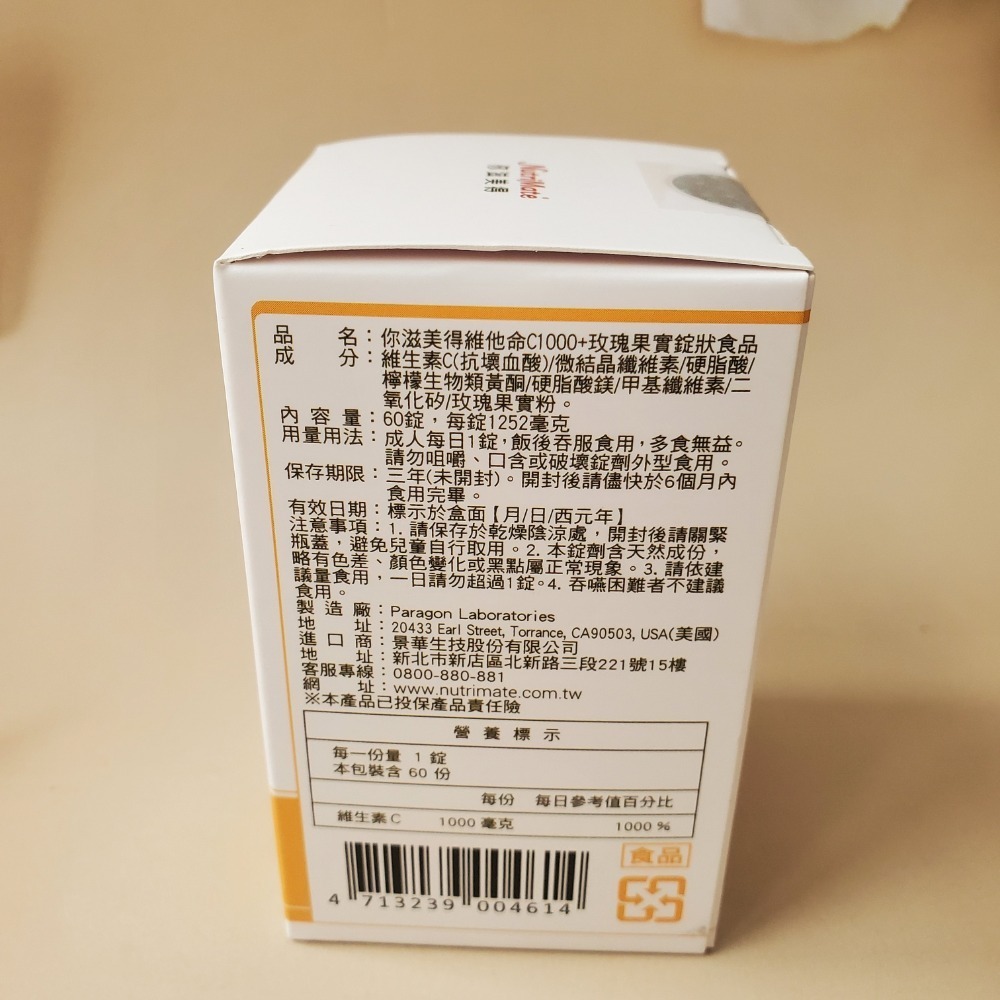 NutriMate
你滋美得
品　　名：你滋美得維他命C1000+玫瑰果實錠狀食品
成　　分：維生素C(抗壞血酸)/微結晶纖維素/硬脂酸/
檸檬生物類黃酮/硬脂酸鎂/甲基纖維素/二
氧化矽/玫瑰果實粉。
內 容 量：60錠，每錠1252毫克
用量用法：成人每日1錠，飯後吞服食用，多食無益。
請勿咀嚼、口含或破壞錠劑外型食用。
保存期限：三年(未開封)。開封後請儘快於6個月內
食用完畢。
有效日期：標示於盒面【月/日/西元年】
注意事項：1. 請保存於乾燥陰涼處，開封後請關緊
瓶蓋，避免兒童自行取用。2. 本錠劑含天然成份，
略有色差、顏色變化或黑點屬正常現象。3. 請依建
議量食用，一日請勿超過1錠。4. 吞嚥困難者不建議
食用。
製 造 廠：Paragon Laboratories
地　　址：20433 Earl Street, Torrance, CA90503, USA(美國)
進 口 商：景華生技股份有限公司
地　　址：新北市新店區北新路三段221號15樓
客服專線：0800-880-881
網　　址：www.nutrimate.com.tw
※本產品已投保產品責任險
營 養 標 示
每一份量 1 錠
本包裝含 60 份
每份 每日參考值百分比
維生素C 1000 毫克 1000 %
食品
4 713239 004614